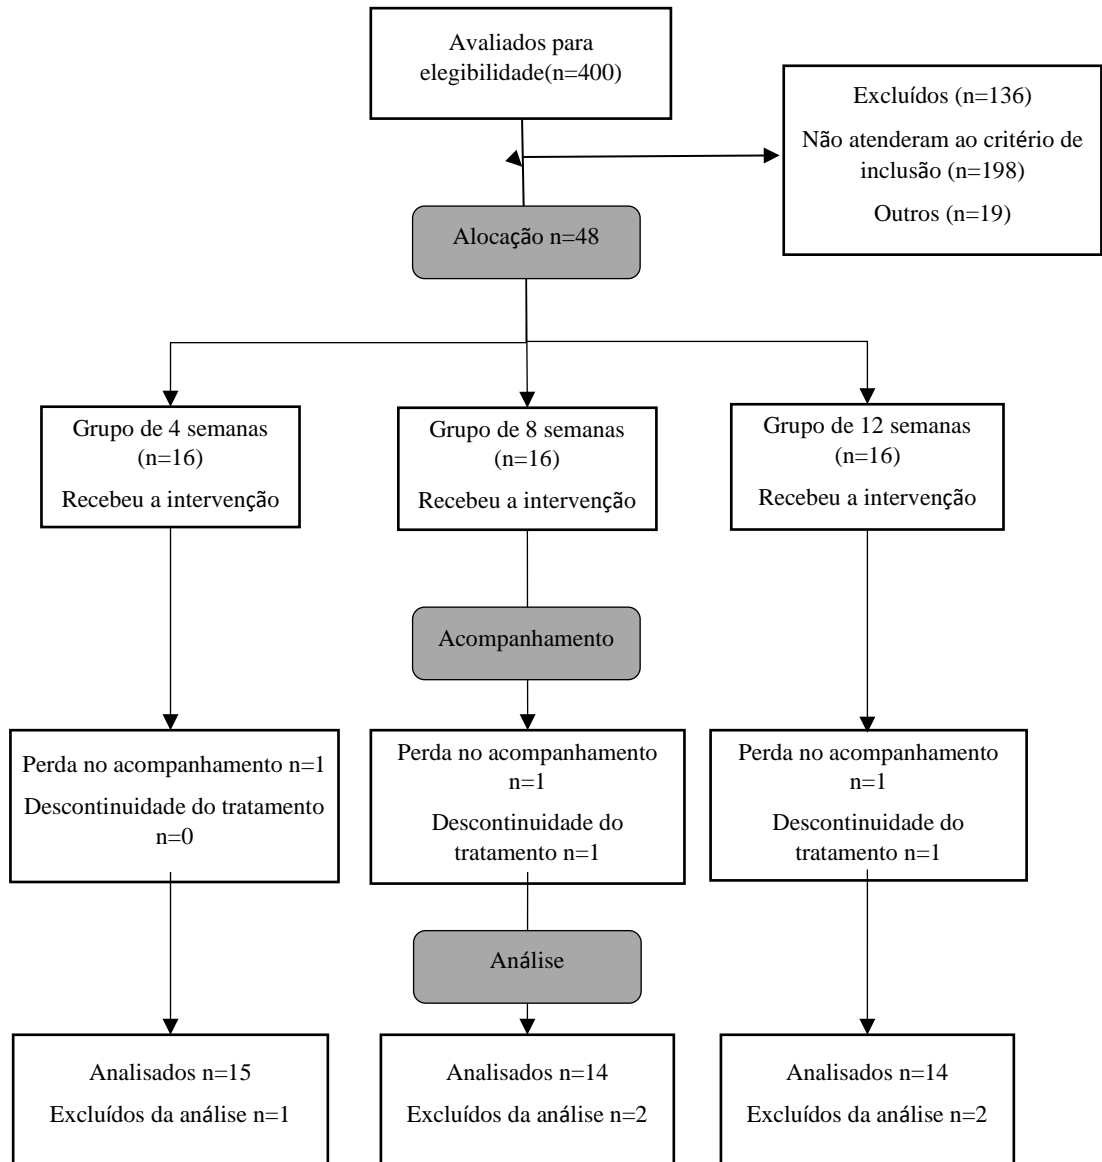 Avaliados para
elegibilidade(n=400)
Excluídos (n=136)
Não atenderam ao critério de
inclusão (n=198)
Outros (n=19)
Alocação n=48
Grupo de 4 semanas
(n=16)
Recebeu a intervenção
Grupo de 8 semanas
(n=16)
Recebeu a intervenção
Grupo de 12 semanas
(n=16)
Recebeu a intervenção
Acompanhamento
Perda no acompanhamento n=1
Descontinuidade do tratamento
n=0
Perda no acompanhamento
n=1
Descontinuidade do
tratamento n=1
Perda no acompanhamento
n=1
Descontinuidade do
tratamento n=1
Análise
Analisados n=15
Excluídos da análise n=1
Analisados n=14
Excluídos da análise n=2
Analisados n=14
Excluídos da análise n=2